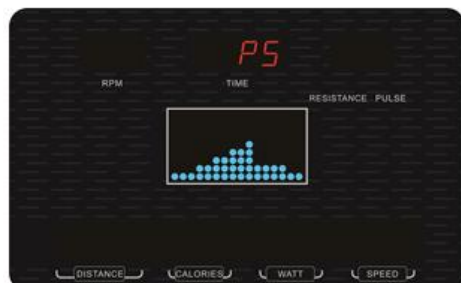 P5
RPM TIME
RESISTANCE PULSE
DISTANCE CALORIES WATT SPEED